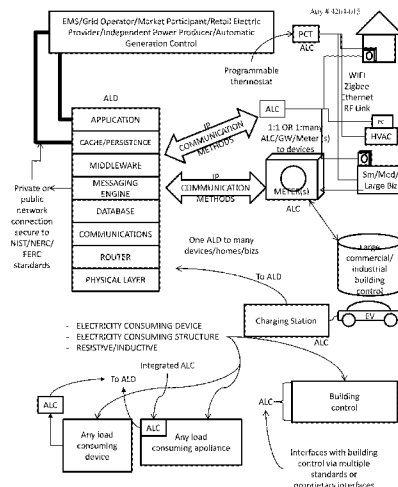 EMS/Grid Operator/Market Participant/Retail Electric
Provider/Independent Power Producer/Automatic
Generation Control
PCT
ALC
Programmable
thermostat
WIFI
Zigbee
Ethernet
RF Link
ALD
APPLICATION
CACHE/PERSISTENCE
MIDDLEWARE
MESSAGING
ENGINE
DATABASE
COMMUNICATIONS
ROUTER
PHYSICAL LAYER
IP
COMMUNICATION
METHODS
ALC
1:1 OR 1:many
ALC/GW/Meter(s)
to devices
PC
HVAC
IP
COMMUNICATION
METHODS
METER(s)
ALC
Sm/Med/
Large Biz
Private or
public
network
connection
secure to
NIST/NERC/
FERC
standards
One ALD to many
devices/homes/bizs
Large
commercial/
industrial
building
control
To ALD
Charging Station
ALC
EV
- ELECTRICITY CONSUMING DEVICE
- ELECTRICITY CONSUMING STRUCTURE
- RESISTIVE/INDUCTIVE
Integrated ALC
To ALD
ALC
Any load
consuming
device
ALC
Any load
consuming appliance
ALC
Building
control
Interfaces with building
control via multiple
standards or
proprietary interfaces